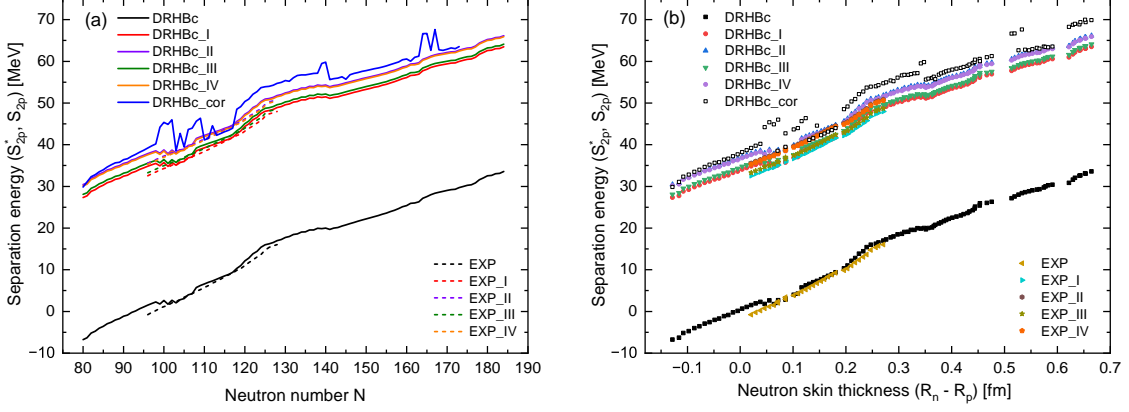 (a)
DRHBc
DRHBc_I
DRHBc_II
DRHBc_III
DRHBc_IV
DRHBc_cor
EXP
EXP_I
EXP_II
EXP_III
EXP_IV
Separation energy (S*2p, S2p) [MeV]
70
60
50
40
30
20
10
0
−10
80 90 100 110 120 130 140 150 160 170 180 190
Neutron number N
(b)
DRHBc
DRHBc_I
DRHBc_II
DRHBc_III
DRHBc_IV
DRHBc_cor
EXP
EXP_I
EXP_II
EXP_III
EXP_IV
Separation energy (S*2p, S2p) [MeV]
70
60
50
40
30
20
10
0
−10
−0.1 0.0 0.1 0.2 0.3 0.4 0.5 0.6 0.7
Neutron skin thickness (Rn - Rp) [fm]